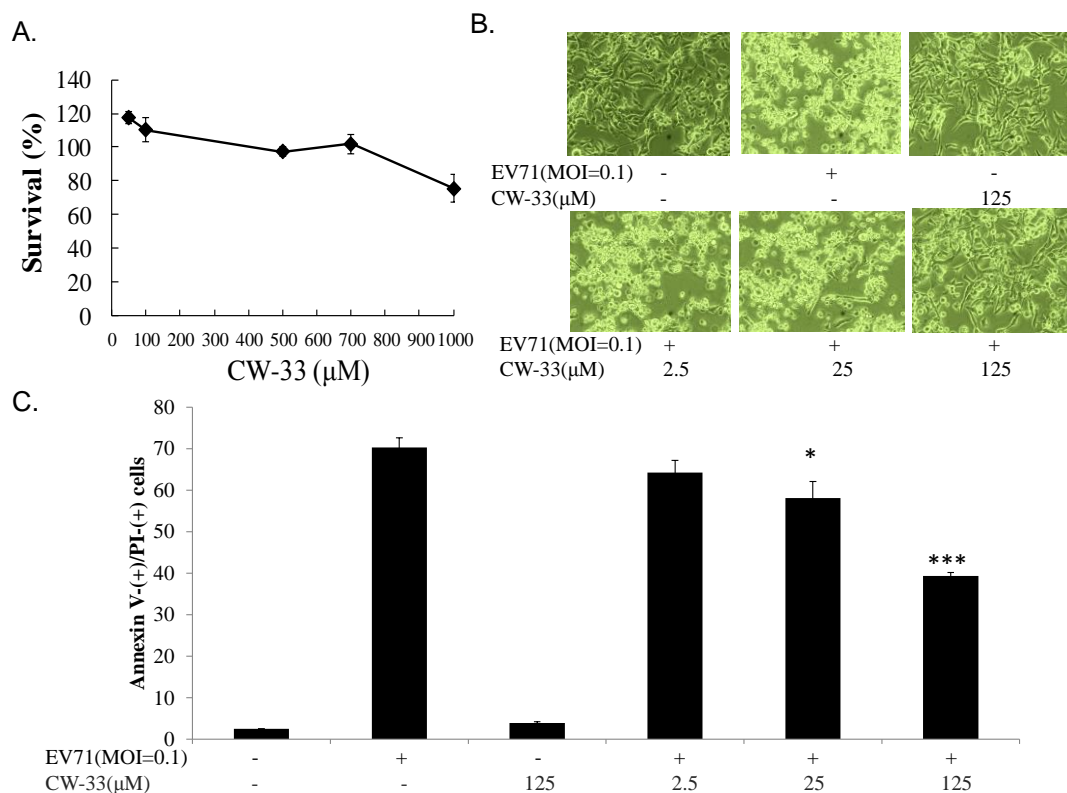 A.
140
120
100
80
60
40
20
0
Survival (%)
0 100 200 300 400 500 600 700 800 900 1000
CW-33 (μM)
B.
EV71(MOI=0.1) - + -
CW-33(μM) - - 125
EV71(MOI=0.1) + + +
CW-33(μM) 2.5 25 125
C.
80
70
60
50
40
30
20
10
0
Annexin V-(+)/PI-(+) cells
*
***
EV71(MOI=0.1) - + - + + +
CW-33(μM) - - 125 2.5 25 125